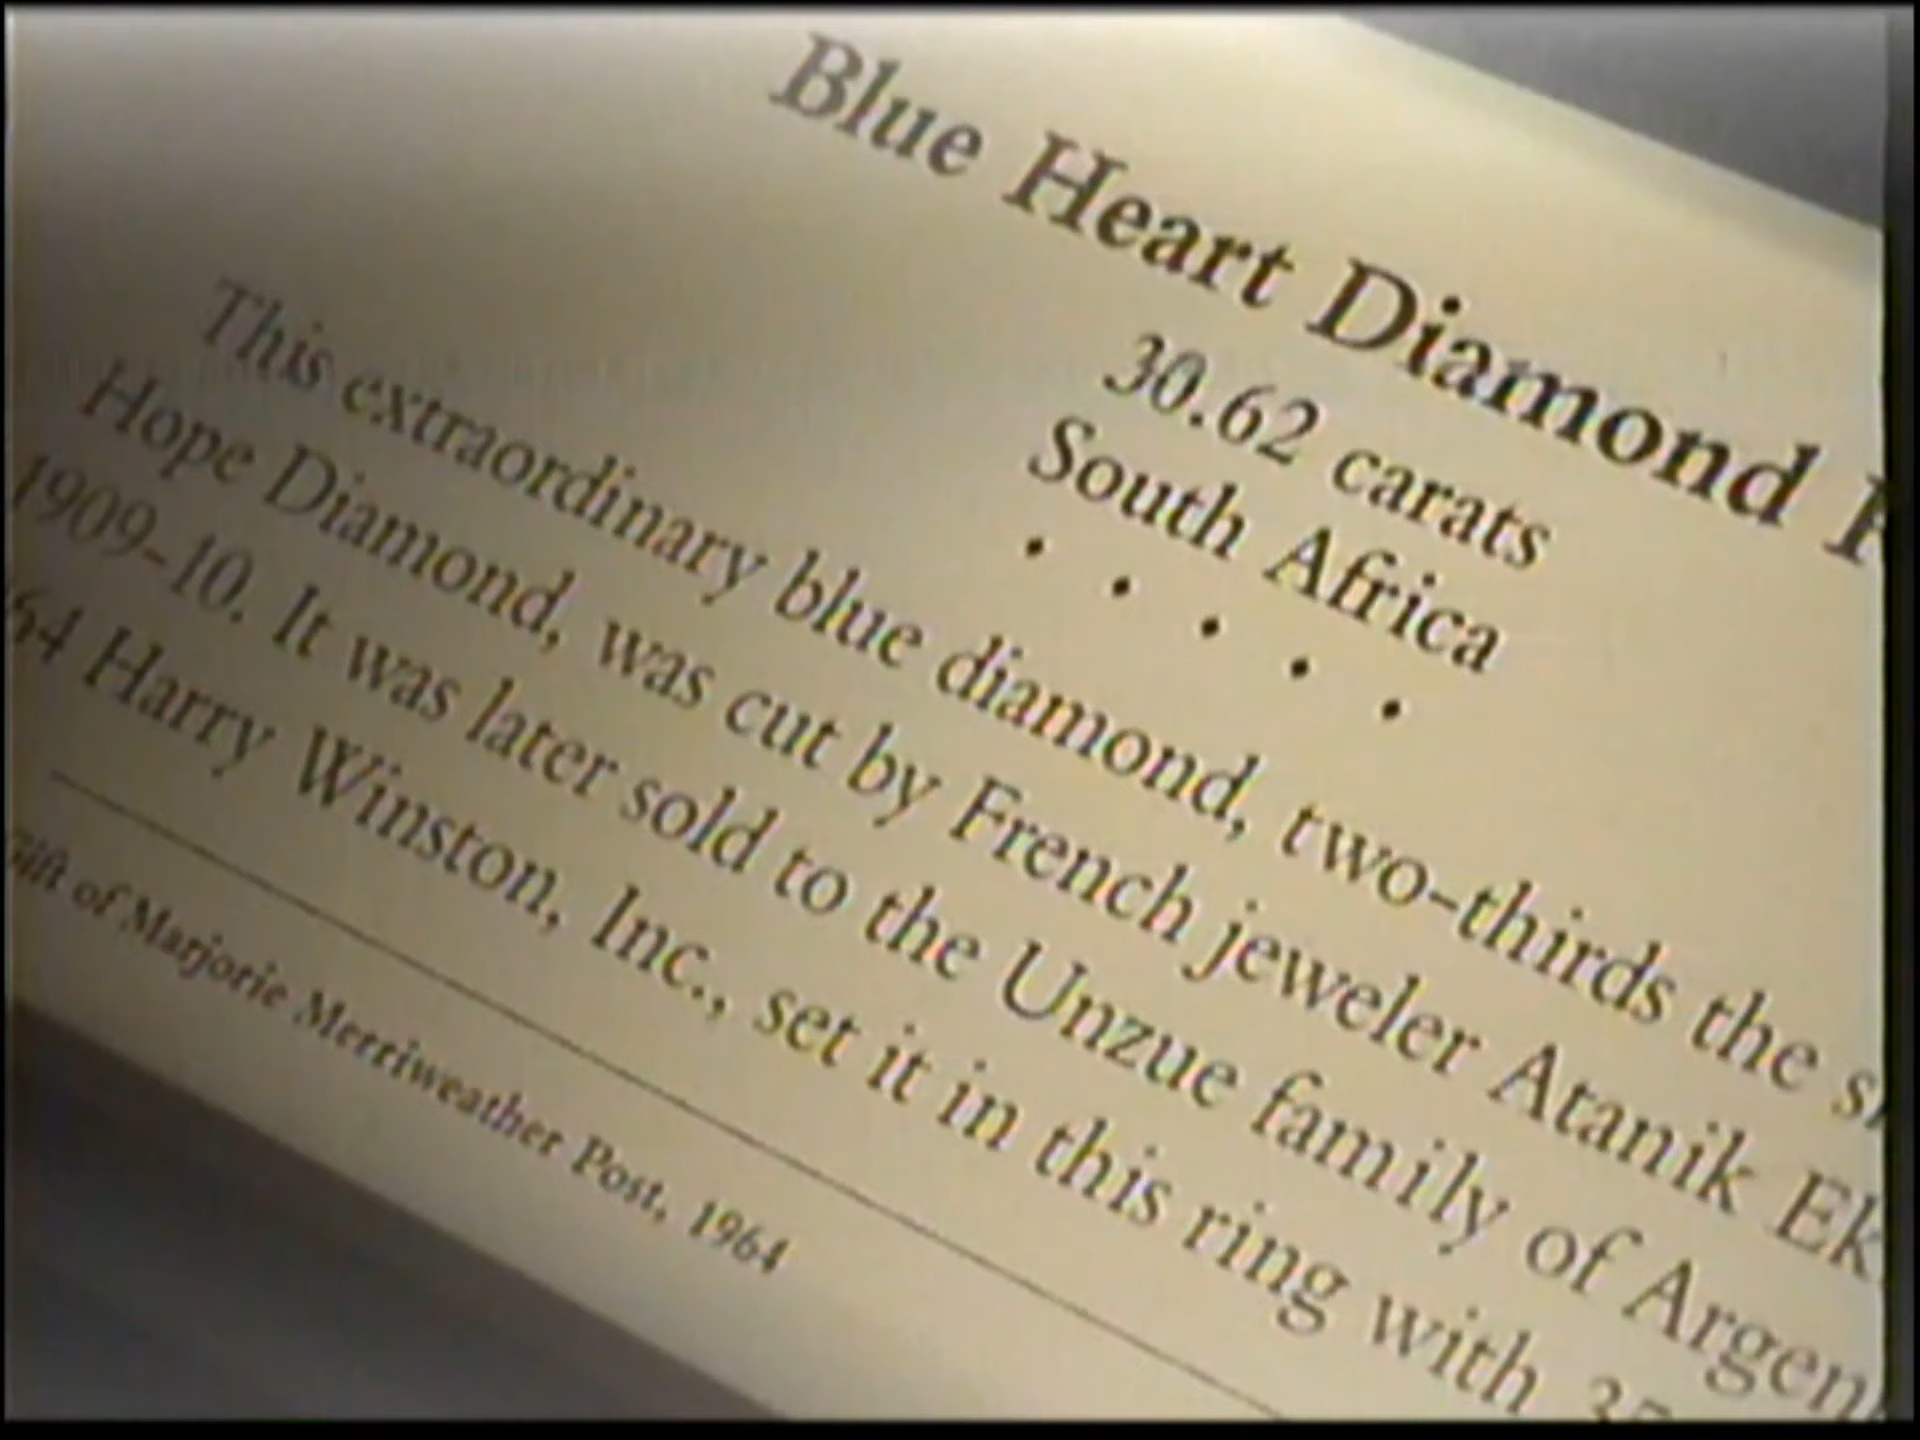 Blue Heart Diamond
30.62 carats
South Africa
• • • • •
This extraordinary blue diamond, two-thirds the
Hope Diamond, was cut by French jeweler Atanik
1909-10. It was later sold to the Unzue family of
64 Harry Winston, Inc., set it in this ring with
Gift of Marjorie Merriweather Post, 1964